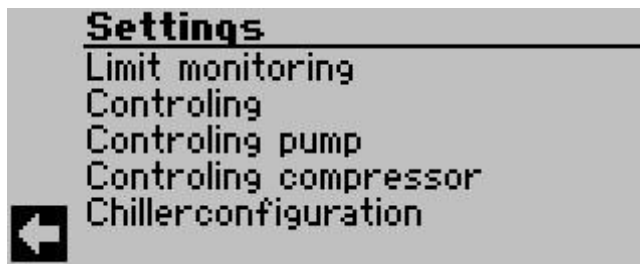 Settings
Limit monitoring
Controling
Controling pump
Controling compressor
Chillerconfiguration